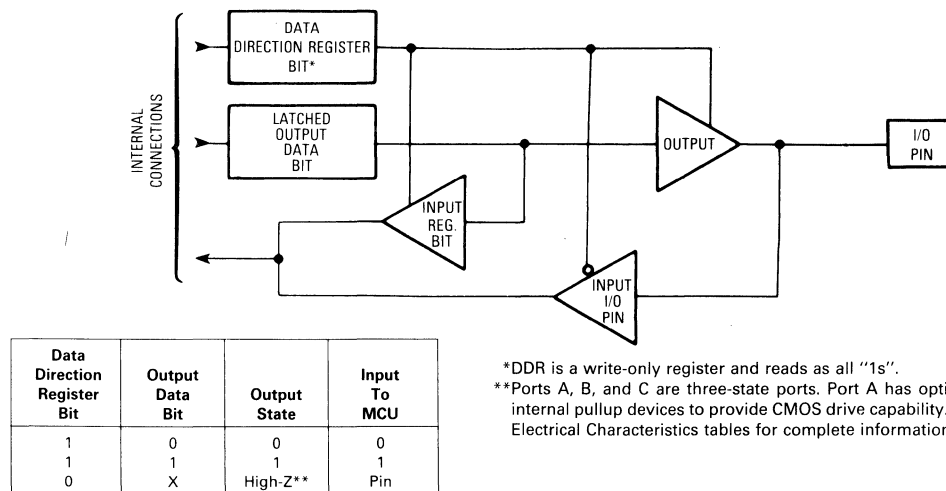 DATA
DIRECTION REGISTER
BIT*
LATCHED
OUTPUT
DATA
BIT
INTERNAL
CONNECTIONS
OUTPUT
I/O
PIN
INPUT
REG.
BIT
INPUT
I/O
PIN
Data
Direction
Register
Bit
Output
Data
Bit
Output
State
Input
To
MCU
1 0 0 0
1 1 1 1
0 X High-Z** Pin
*DDR is a write-only register and reads as all "1s".
**Ports A, B, and C are three-state ports. Port A has opti
internal pullup devices to provide CMOS drive capability.
Electrical Characteristics tables for complete information